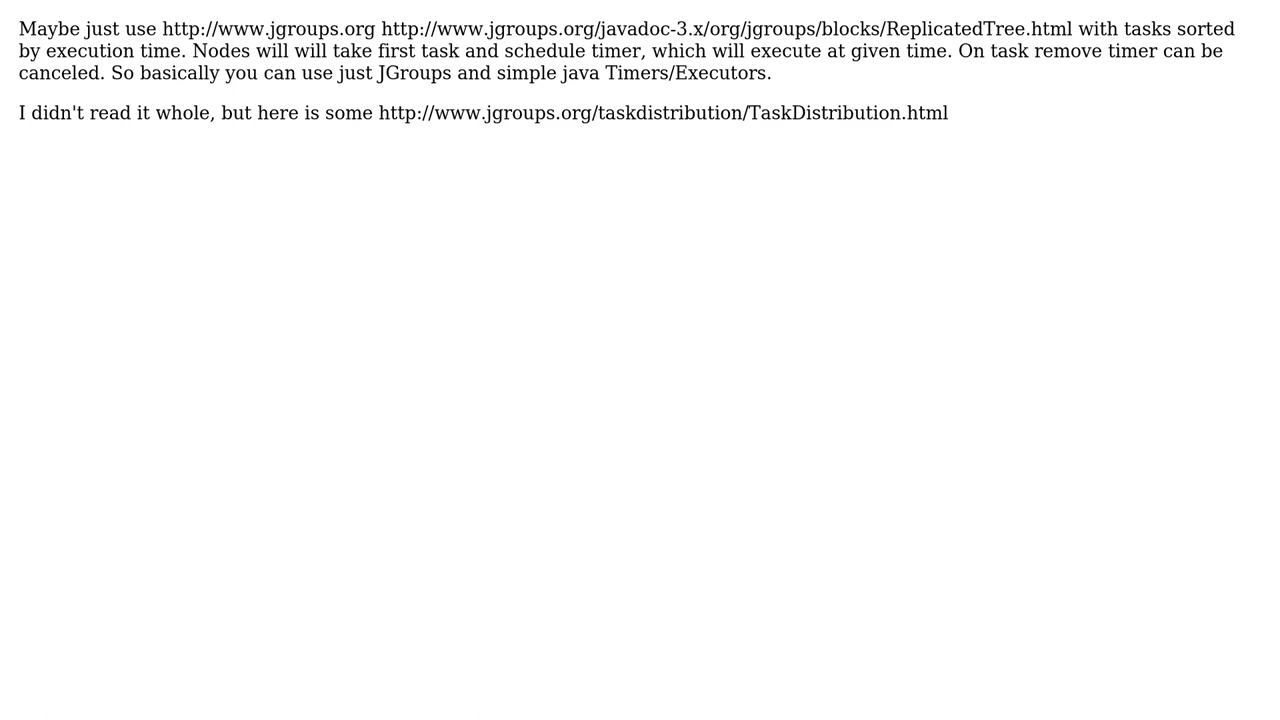 Maybe just use http://www.jgroups.org http://www.jgroups.org/javadoc-3.x/org/jgroups/blocks/ReplicatedTree.html with tasks sorted
by execution time. Nodes will will take first task and schedule timer, which will execute at given time. On task remove timer can be
canceled. So basically you can use just JGroups and simple java Timers/Executors.
I didn't read it whole, but here is some http://www.jgroups.org/taskdistribution/TaskDistribution.html